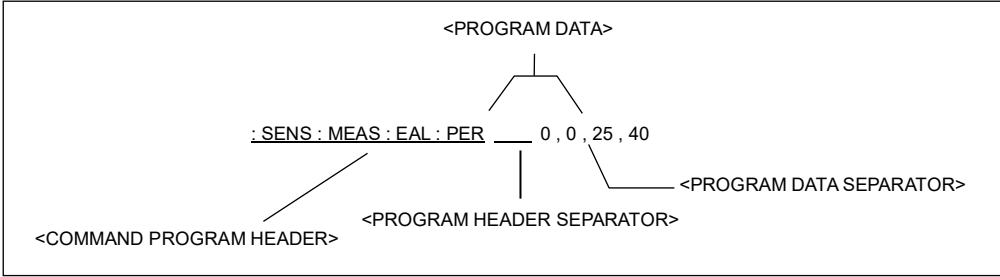 <PROGRAM DATA>
: SENS : MEAS : EAL : PER ___ 0 , 0 , 25 , 40
<PROGRAM DATA SEPARATOR>
<PROGRAM HEADER SEPARATOR>
<COMMAND PROGRAM HEADER>